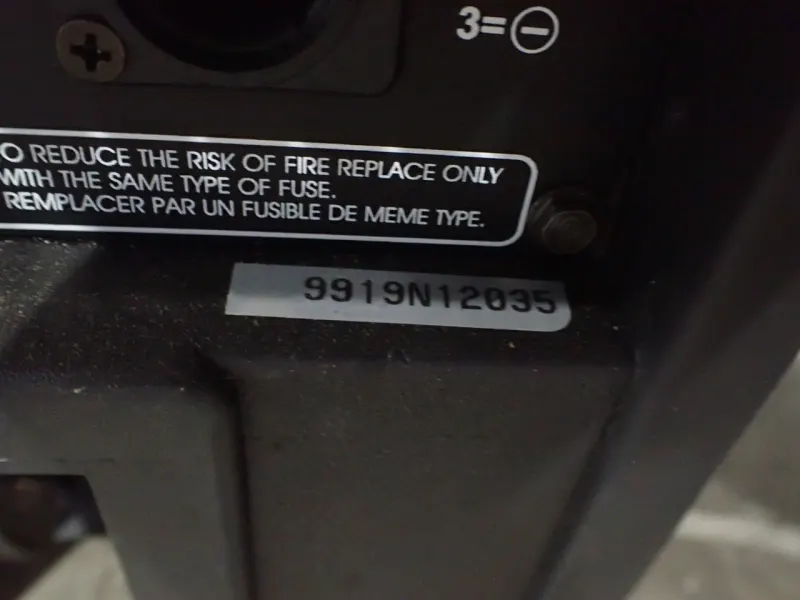 3=⊖
O REDUCE THE RISK OF FIRE REPLACE ONLY
WITH THE SAME TYPE OF FUSE.
REMPLACER PAR UN FUSIBLE DE MEME TYPE.
9919N12035